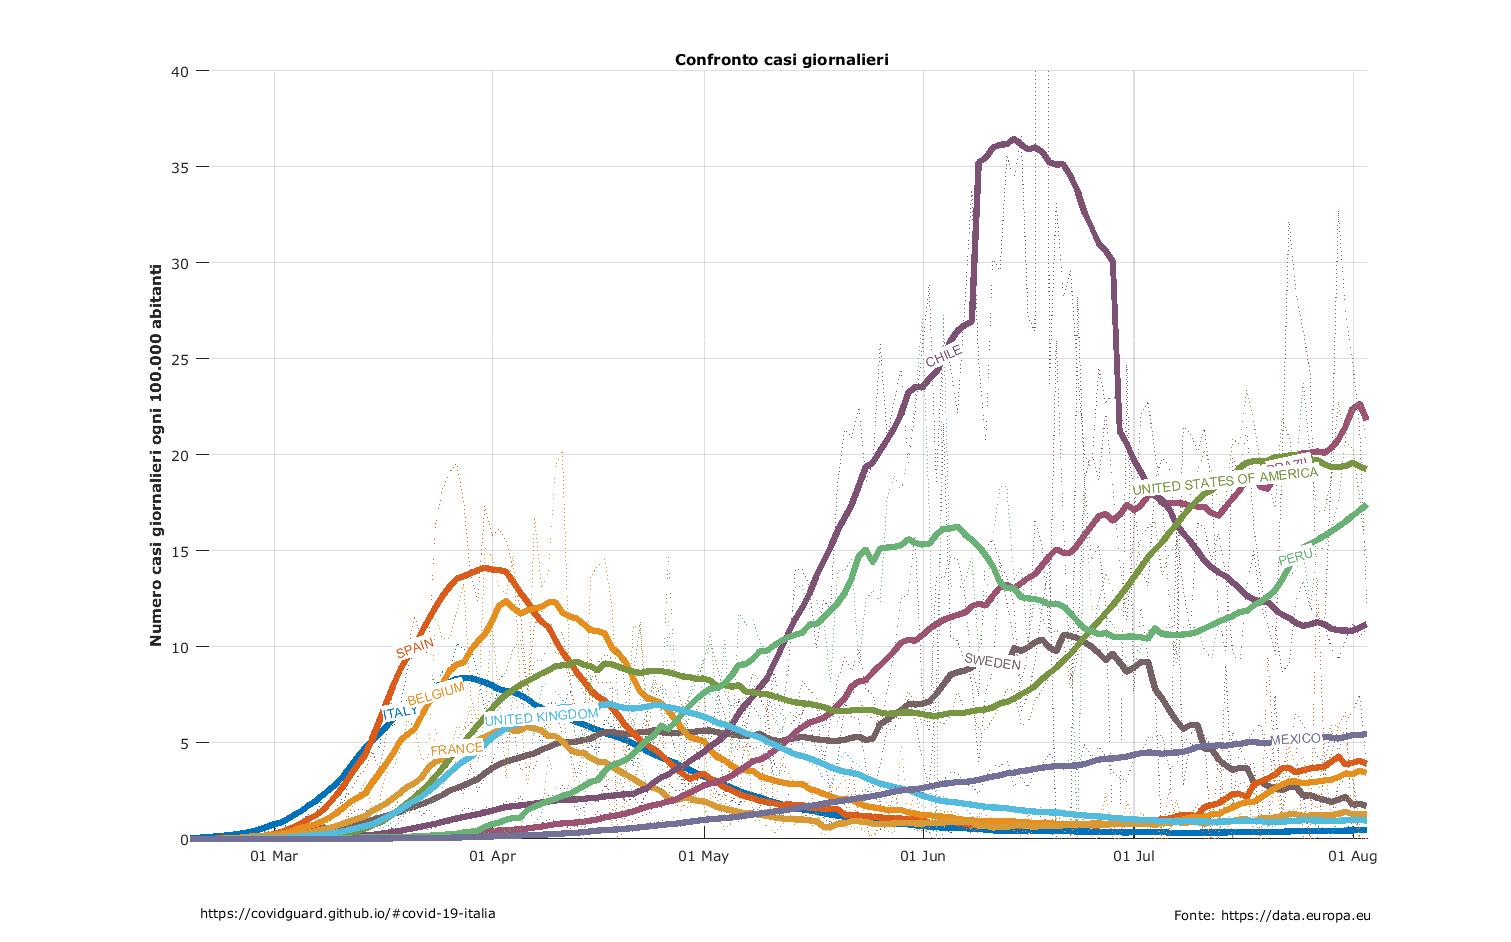 Confronto casi giornalieri
Numero casi giornalieri ogni 100.000 abitanti
40
35
30
25
20
15
10
5
0
CHILE
BRAZIL
UNITED STATES OF AMERICA
PERU
SPAIN
SWEDEN
BELGIUM
ITALY
UNITED KINGDOM
FRANCE
MEXICO
01 Mar
01 Apr
01 May
01 Jun
01 Jul
01 Aug
https://covidguard.github.io/#covid-19-italia
Fonte: https://data.europa.eu